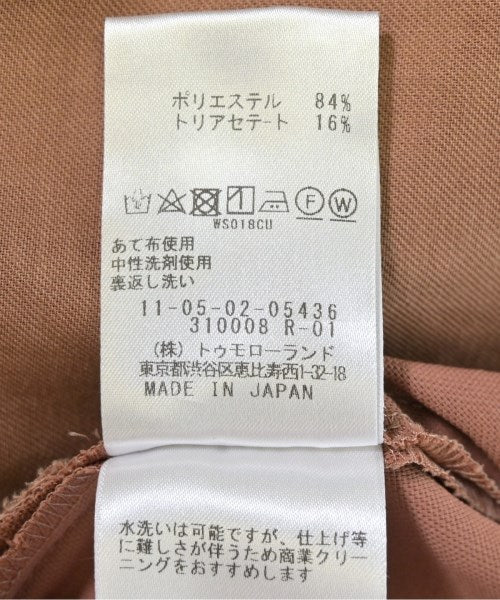 ポリエステル 84%
トリアセテート 16%
F W
WS018CU
あて布使用
中性洗剤使用
裏返し洗い
11-05-02-05436
310008 R-01
(株)トゥモローランド
東京都渋谷区恵比寿西1-32-18
MADE IN JAPAN
水洗いは可能ですが、仕上げ等
に難しさが伴うため商業クリー
ニングをおすすめします